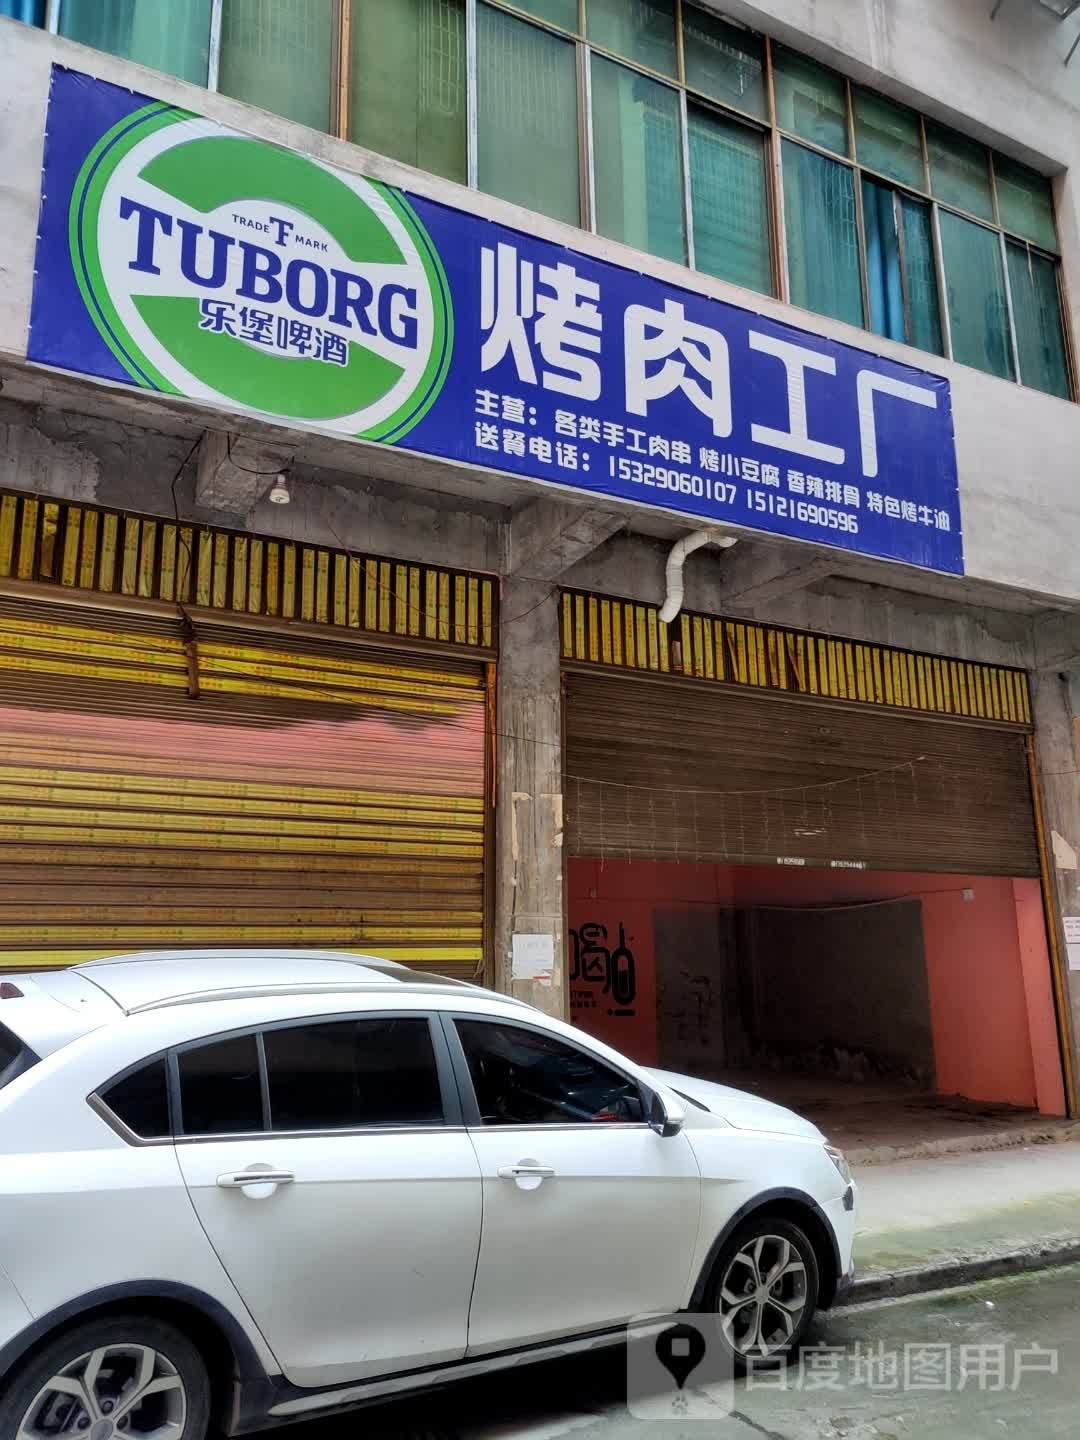 TRADE TF MARK
TUBORG
乐堡啤酒
烤肉工厂
主营：各类手工肉串 烤小豆腐 香辣排骨 特色烤牛油
送餐电话：15329060107 15121690596
喝
百度地图用户